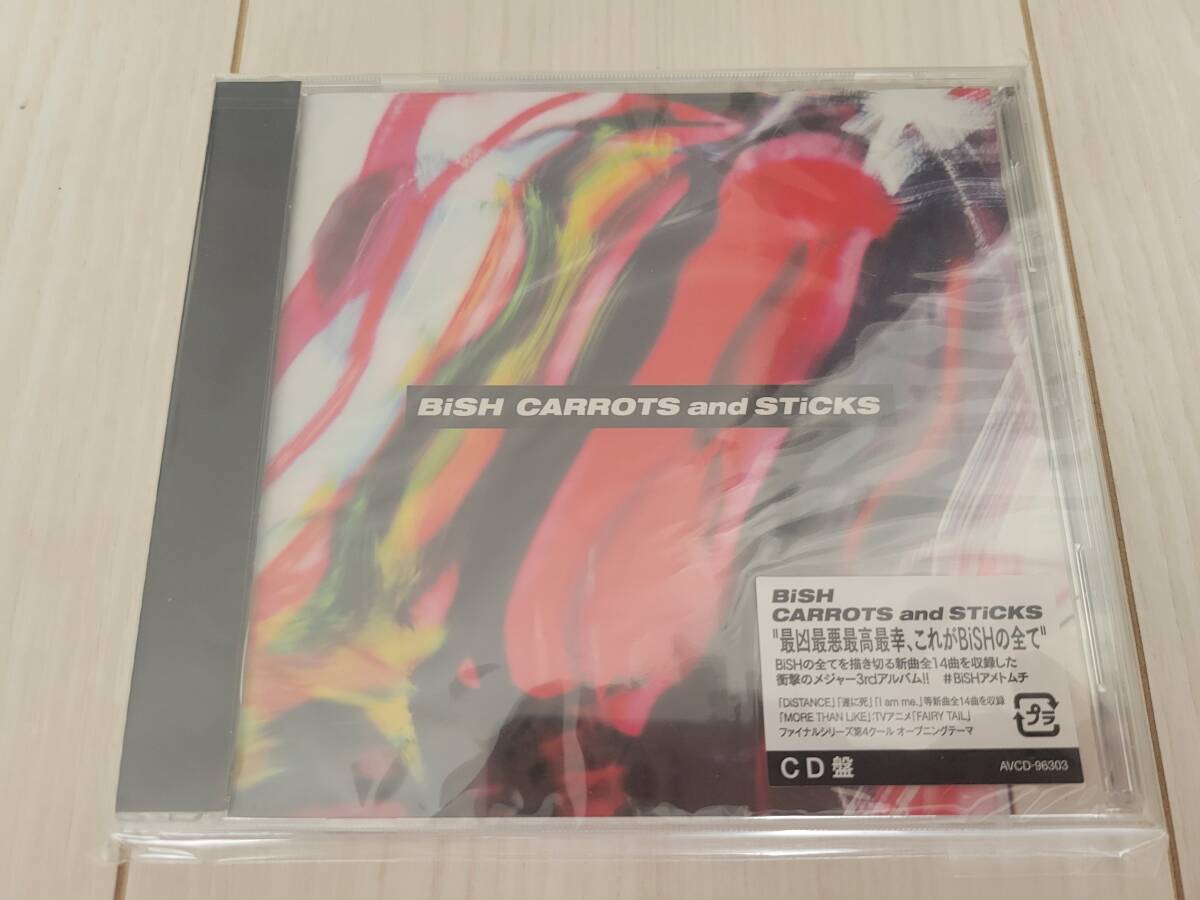 BiSH CARROTS and STiCKS
BiSH
CARROTS and STiCKS
"最凶最悪最高最幸、これがBiSHの全て"
BiSHの全てを描き切る新曲全14曲を収録した
衝撃のメジャー3rdアルバム!! #BiSHアメトムチ
「DiSTANCE」「遂に死」「I am me.」等新曲全14曲を収録
「MORE THAN LiKE」:TVアニメ「FAIRY TAIL」
ファイナルシリーズ第4クール オープニングテーマ
プラ
CD盤
AVCD-96303